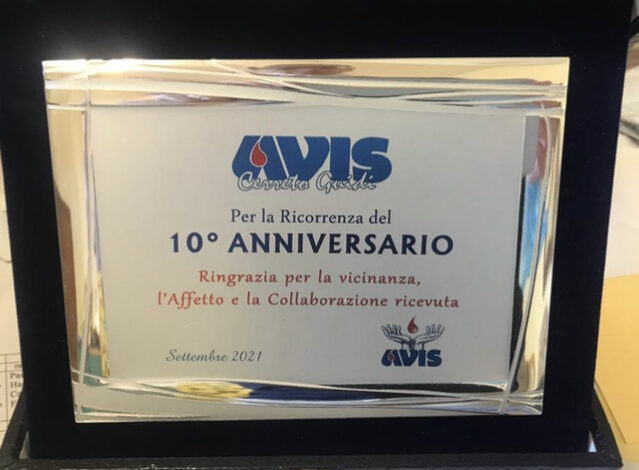 AVIS
Cerreto Guidi
Per la Ricorrenza del
10° ANNIVERSARIO
Ringrazia per la vicinanza,
l'Affetto e la Collaborazione ricevuta
Settembre 2021
AVIS